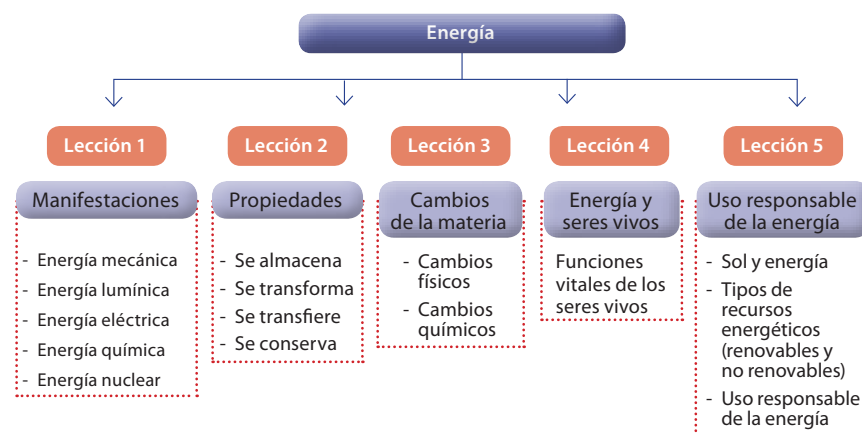 Energía
Lección 1
Manifestaciones
- Energía mecánica
- Energía lumínica
- Energía eléctrica
- Energía química
- Energía nuclear
Lección 2
Propiedades
- Se almacena
- Se transforma
- Se transfiere
- Se conserva
Lección 3
Cambios
de la materia
- Cambios
físicos
- Cambios
químicos
Lección 4
Energía y
seres vivos
Funciones
vitales de los
seres vivos
Lección 5
Uso responsable
de la energía
- Sol y energía
- Tipos de
recursos
energéticos
(renovables y
no renovables)
- Uso responsable
de la energía